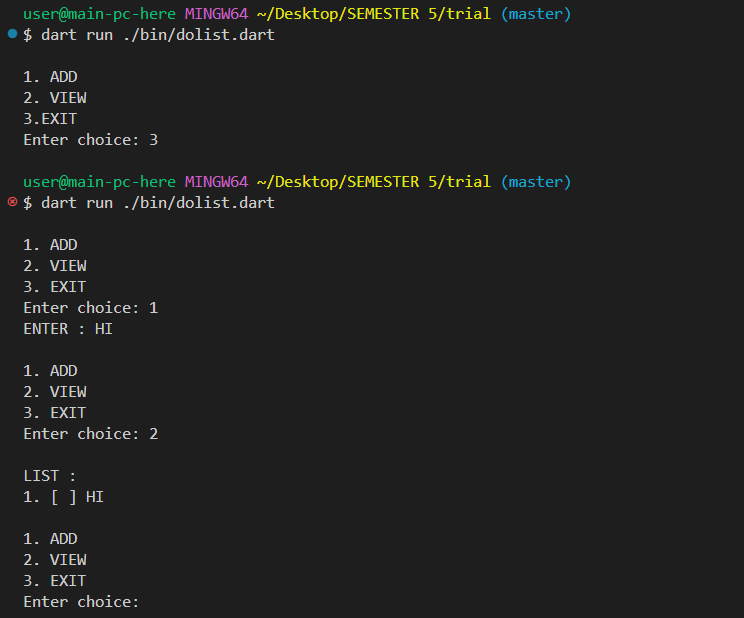 user@main-pc-here MINGW64 ~/Desktop/SEMESTER 5/trial (master)
$ dart run ./bin/dolist.dart
1. ADD
2. VIEW
3.EXIT
Enter choice: 3
user@main-pc-here MINGW64 ~/Desktop/SEMESTER 5/trial (master)
$ dart run ./bin/dolist.dart
1. ADD
2. VIEW
3. EXIT
Enter choice: 1
ENTER : HI
1. ADD
2. VIEW
3. EXIT
Enter choice: 2
LIST :
1. [ ] HI
1. ADD
2. VIEW
3. EXIT
Enter choice: